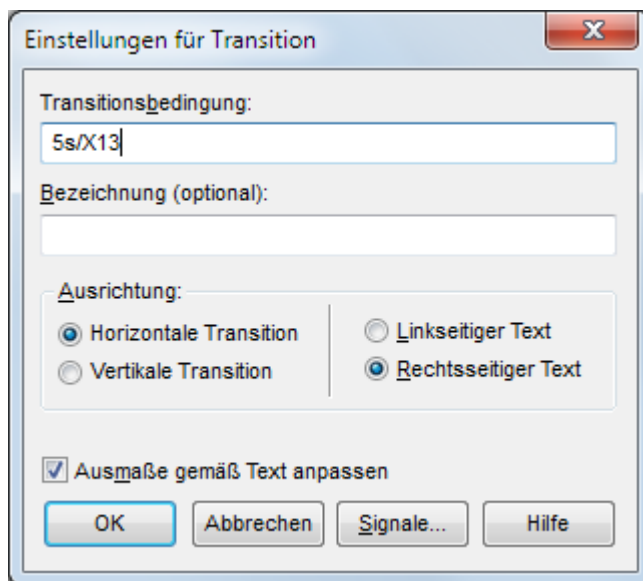 Einstellungen für Transition
Transitionsbedingung:
5s/X13
Bezeichnung (optional):
Ausrichtung:
Horizontale Transition
Linkseitiger Text
Vertikale Transition
Rechtsseitiger Text
Ausmaße gemäß Text anpassen
OK Abbrechen Signale... Hilfe